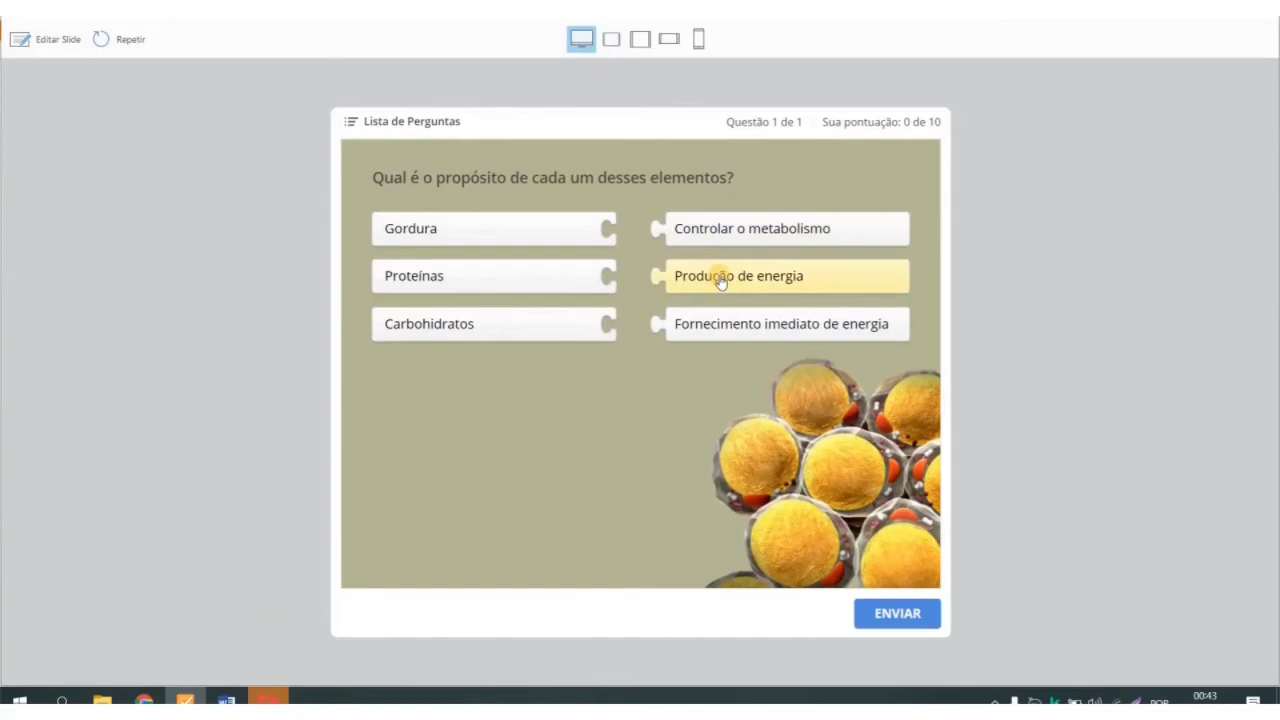 Editar Slide Repetir
Lista de Perguntas Questão 1 de 1 Sua pontuação: 0 de 10
Qual é o propósito de cada um desses elementos?
Gordura Controlar o metabolismo
Proteínas Produção de energia
Carbohidratos Fornecimento imediato de energia
ENVIAR
POR 00:43